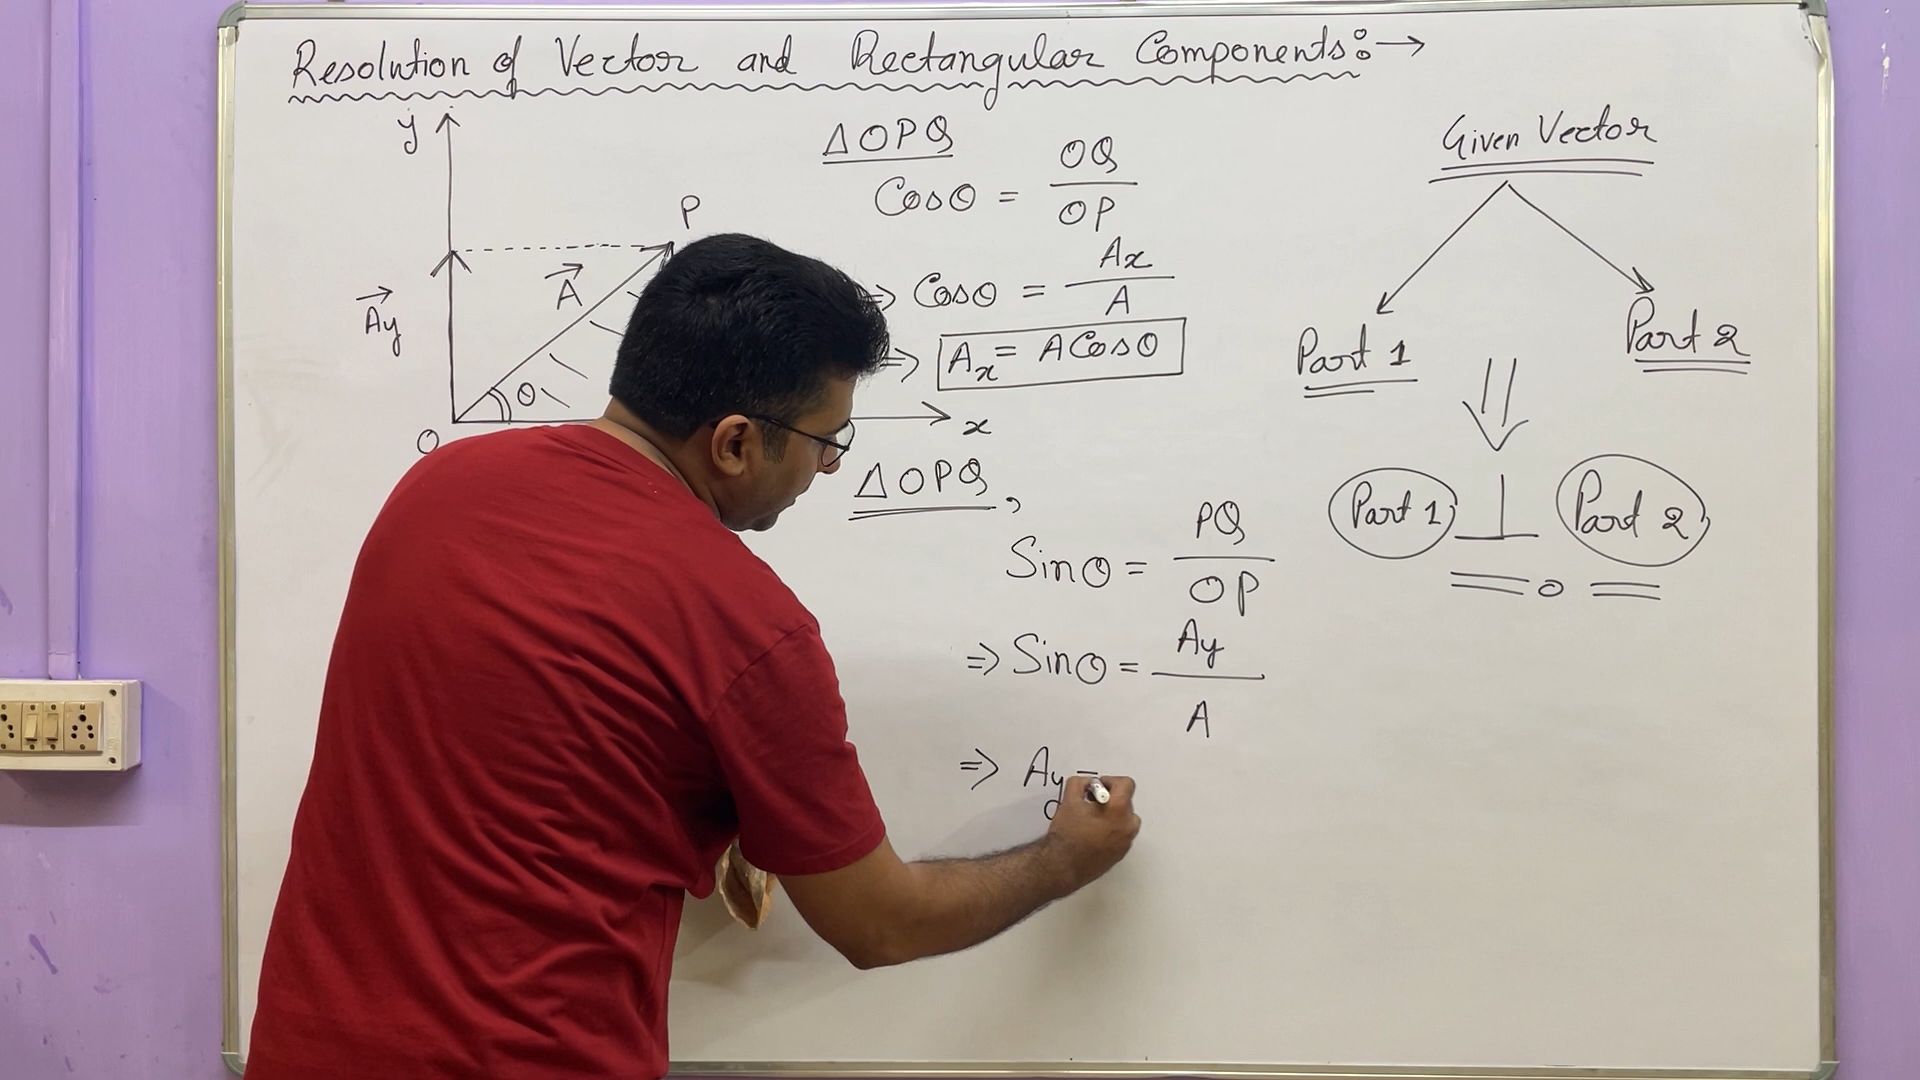 Resolution of Vector and Rectangular Components:→
y
P
A
Ay
θ
O
x
ΔOPQ
Cosθ = OQ
OP
⇒ Cosθ = Ax
A
⇒ Ax = ACosθ
ΔOPQ,
Sinθ = PQ
OP
⇒ Sinθ = Ay
A
⇒ Ay =
Given Vector
Part 1
Part 2
⇓
Part 1 ⊥ Part 2